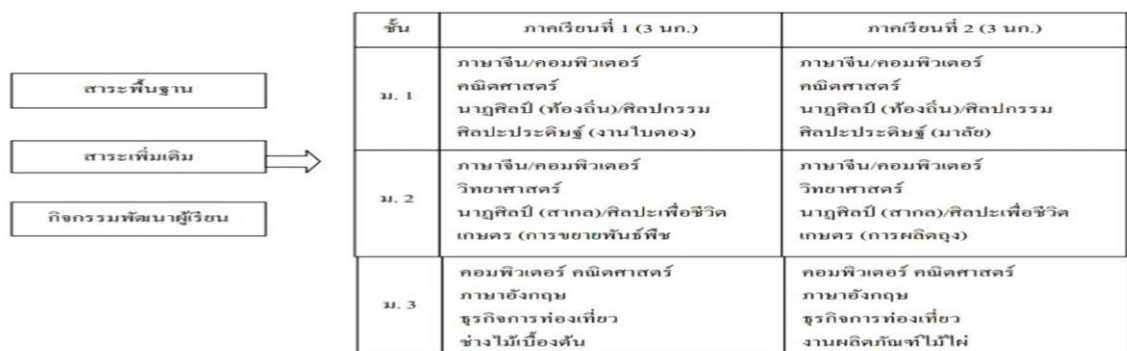 สาระพื้นฐาน
สาระเพิ่มเติม
กิจกรรมพัฒนาผู้เรียน
ชั้น
ภาคเรียนที่ 1 (3 นก.)
ภาคเรียนที่ 2 (3 นก.)
ม. 1
ภาษาจีน/คอมพิวเตอร์
คณิตศาสตร์
นาฏศิลป์ (ท้องถิ่น)/ศิลปกรรม
ศิลปะประดิษฐ์ (งานใบตอง)
ภาษาจีน/คอมพิวเตอร์
คณิตศาสตร์
นาฏศิลป์ (ท้องถิ่น)/ศิลปกรรม
ศิลปะประดิษฐ์ (มาลัย)
ม. 2
ภาษาจีน/คอมพิวเตอร์
วิทยาศาสตร์
นาฏศิลป์ (สากล)/ศิลปะเพื่อชีวิต
เกษตร (การขยายพันธ์พืช
ภาษาจีน/คอมพิวเตอร์
วิทยาศาสตร์
นาฏศิลป์ (สากล)/ศิลปะเพื่อชีวิต
เกษตร (การผลิตถุง)
ม. 3
คอมพิวเตอร์ คณิตศาสตร์
ภาษาอังกฤษ
ธุรกิจการท่องเที่ยว
ช่างไม้เบื้องต้น
คอมพิวเตอร์ คณิตศาสตร์
ภาษาอังกฤษ
ธุรกิจการท่องเที่ยว
งานผลิตภัณฑ์ไม้ไผ่